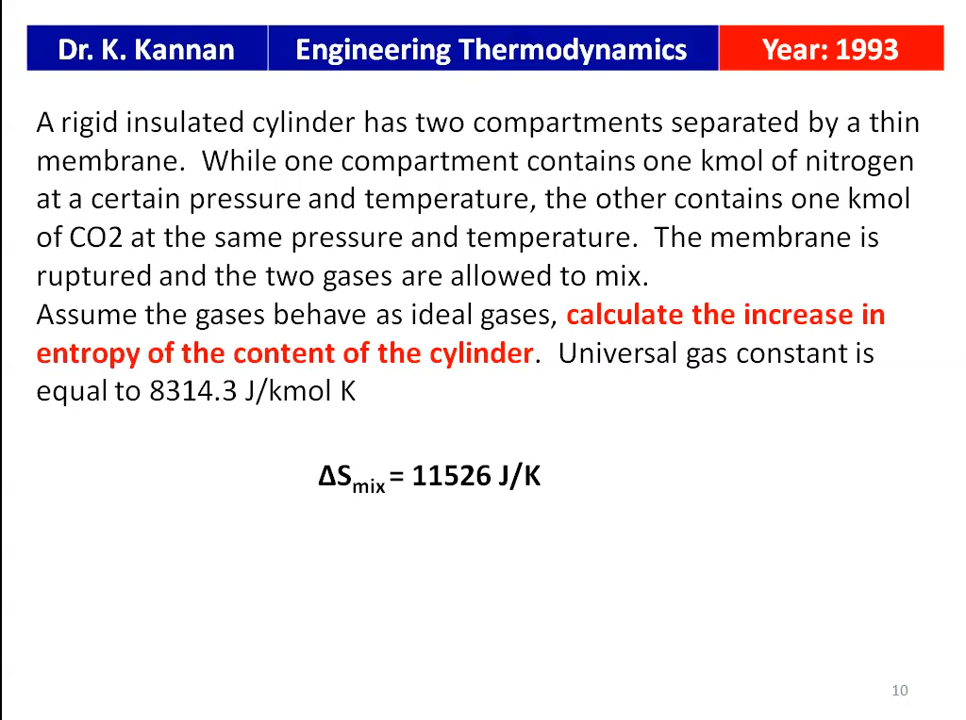 Dr. K. Kannan Engineering Thermodynamics Year: 1993
A rigid insulated cylinder has two compartments separated by a thin
membrane. While one compartment contains one kmol of nitrogen
at a certain pressure and temperature, the other contains one kmol
of CO2 at the same pressure and temperature. The membrane is
ruptured and the two gases are allowed to mix.
Assume the gases behave as ideal gases, calculate the increase in
entropy of the content of the cylinder. Universal gas constant is
equal to 8314.3 J/kmol K
ΔSmix = 11526 J/K
10